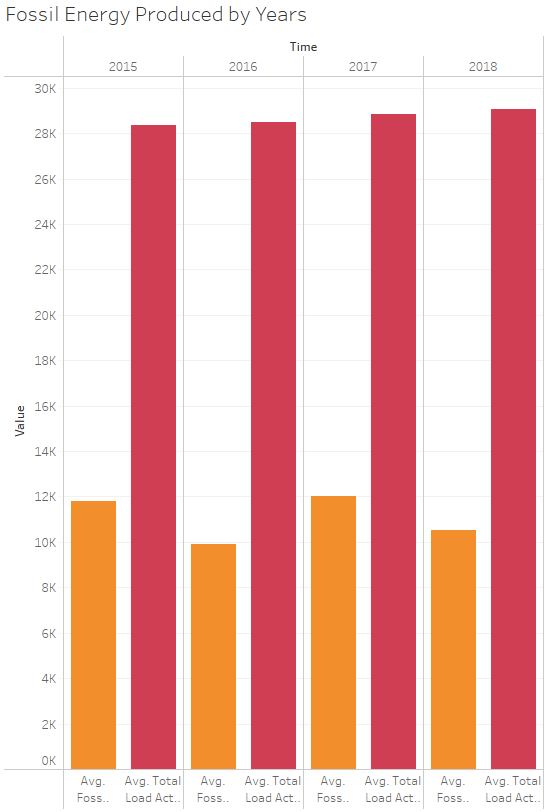 Fossil Energy Produced by Years
Time
2015 2016 2017 2018
30K
28K
26K
24K
22K
20K
18K
16K
14K
12K
10K
8K
6K
4K
2K
0K
Value
Avg. Avg. Total Avg. Avg. Total Avg. Avg. Total Avg. Avg. Total
Foss.. Load Act.. Foss.. Load Act.. Foss.. Load Act.. Foss.. Load Act..